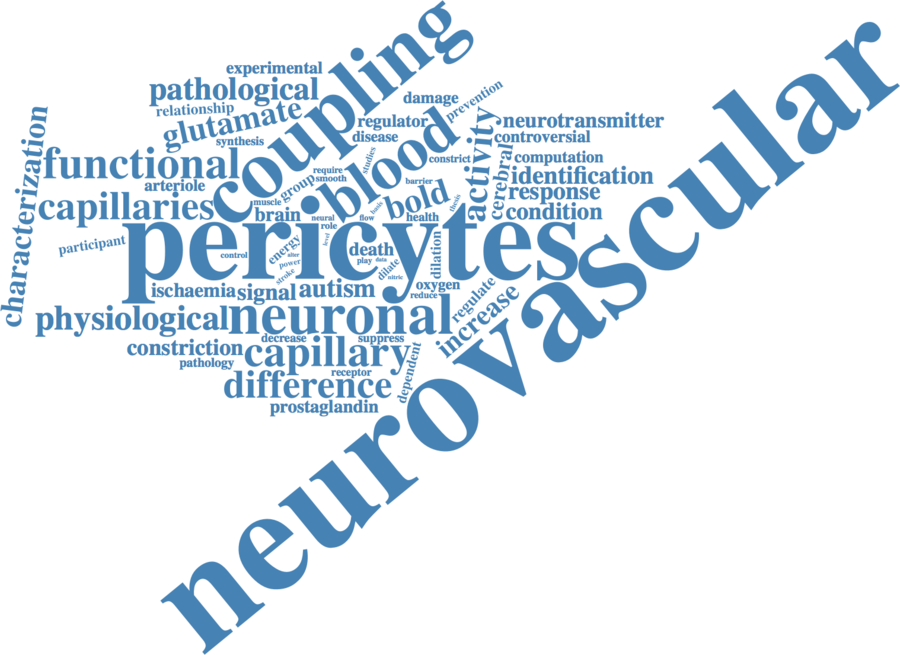 experimental
coupling
pathological
relationship
glutamate
synthesis
damage
prevention
regulator
disease
blood
activity
neurotransmitter
controversial
characterization
functional
arteriole
capillaries
studies
constrict
cerebral
computation
identification
response
condition
require
smooth
group
muscle
barrier
bold
thesis
brain
neural
role
flow
basis
health
pericytes
participant
control
energy
after
power
stroke
level
death
play
data
dilate
nitric
dilation
oxygen
reduce
ischaemia
signal
autism
regulate
increase
physiological
neuronal
decrease
suppress
constriction
capillary
pathology
receptor
dependent
difference
prostaglandin
neurovascular